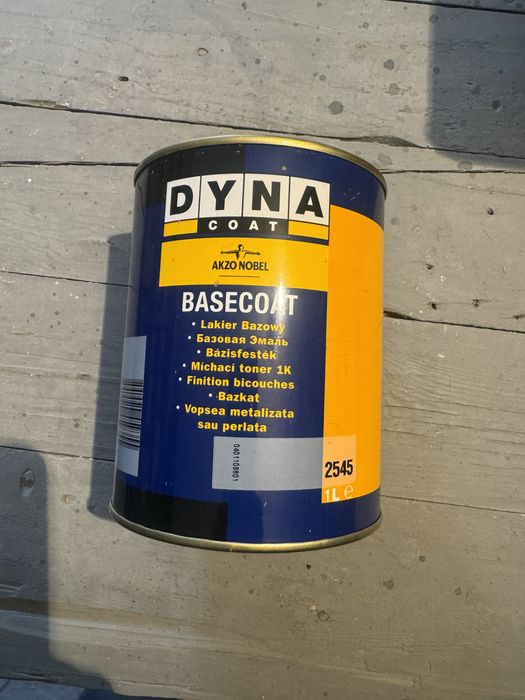 DYNA
COAT
AKZO NOBEL
BASECOAT
• Lakier Bazowy
• Базовая Эмаль
• Bázisfesték
• Míchací toner 1K
• Finition bicouches
• Bazkat
• Vopsea metalizata
sau perlata
040110801
2545
1L e